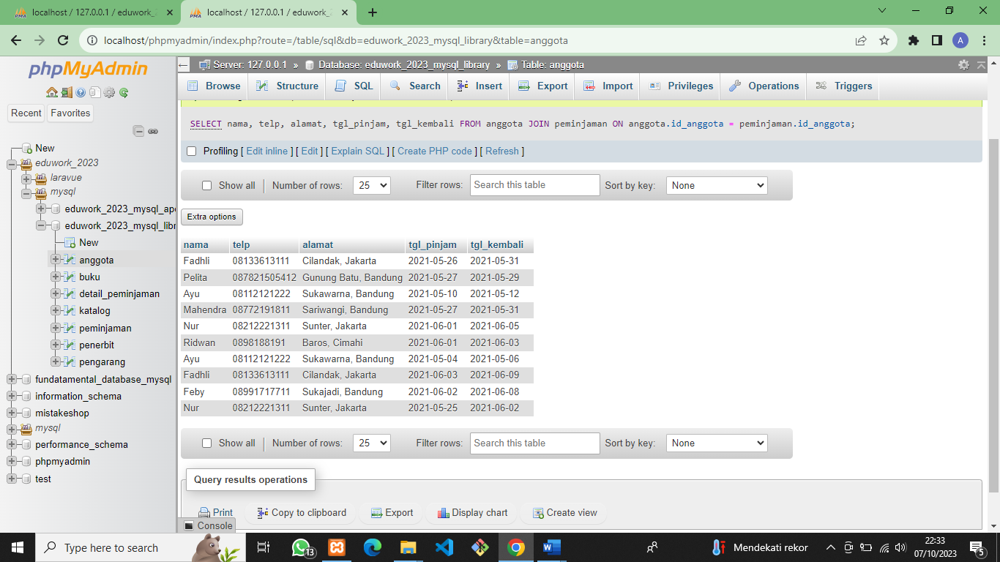 localhost / 127.0.0.1 / eduwork_2
localhost / 127.0.0.1 / eduwork_2
localhost/phpmyadmin/index.php?route=/table/sql&db=eduwork_2023_mysql_library&table=anggota
A
phpMyAdmin
Recent Favorites
New
eduwork_2023
laravue
mysql
eduwork_2023_mysql_ape
eduwork_2023_mysql_libr
New
anggota
buku
detail_peminjaman
katalog
peminjaman
penerbit
pengarang
fundatamental_database_mysql
information_schema
mistakeshop
mysql
performance_schema
phpmyadmin
test
Server: 127.0.0.1 » Database: eduwork_2023_mysql_library » Table: anggota
Browse Structure SQL Search Insert Export Import Privileges Operations Triggers
SELECT nama, telp, alamat, tgl_pinjam, tgl_kembali FROM anggota JOIN peminjaman ON anggota.id_anggota = peminjaman.id_anggota;
Profiling [ Edit inline ] [ Edit ] [ Explain SQL ] [ Create PHP code ] [ Refresh ]
Show all Number of rows: 25 Filter rows: Search this table Sort by key: None
Extra options
nama telp alamat tgl_pinjam tgl_kembali
Fadhli 08133613111 Cilandak, Jakarta 2021-05-26 2021-05-31
Pelita 087821505412 Gunung Batu, Bandung 2021-05-27 2021-05-29
Ayu 08112121222 Sukawarna, Bandung 2021-05-10 2021-05-12
Mahendra 08772191811 Sariwangi, Bandung 2021-05-27 2021-05-31
Nur 08212221311 Sunter, Jakarta 2021-06-01 2021-06-05
Ridwan 0898188191 Baros, Cimahi 2021-06-01 2021-06-03
Ayu 08112121222 Sukawarna, Bandung 2021-05-04 2021-05-06
Fadhli 08133613111 Cilandak, Jakarta 2021-06-03 2021-06-09
Feby 08991717711 Sukajadi, Bandung 2021-06-02 2021-06-08
Nur 08212221311 Sunter, Jakarta 2021-05-25 2021-06-02
Show all Number of rows: 25 Filter rows: Search this table Sort by key: None
Query results operations
Print Copy to clipboard Export Display chart Create view
Console
Type here to search
13
Mendekati rekor
22:33
07/10/2023
5